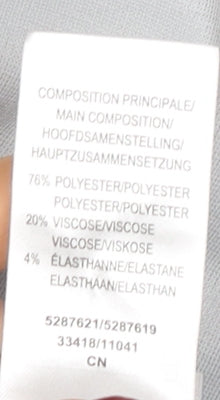 COMPOSITION PRINCIPALE/
MAIN COMPOSITION/
HOOFDSAMENSTELLING/
HAUPTZUSAMMENSETZUNG
76% POLYESTER/POLYESTER
POLYESTER/POLYESTER
20% VISCOSE/VISCOSE
VISCOSE/VISKOSE
4% ÉLASTHANNE/ELASTANE
ELASTHAAN/ELASTHAN
5287621/5287619
33418/11041
CN